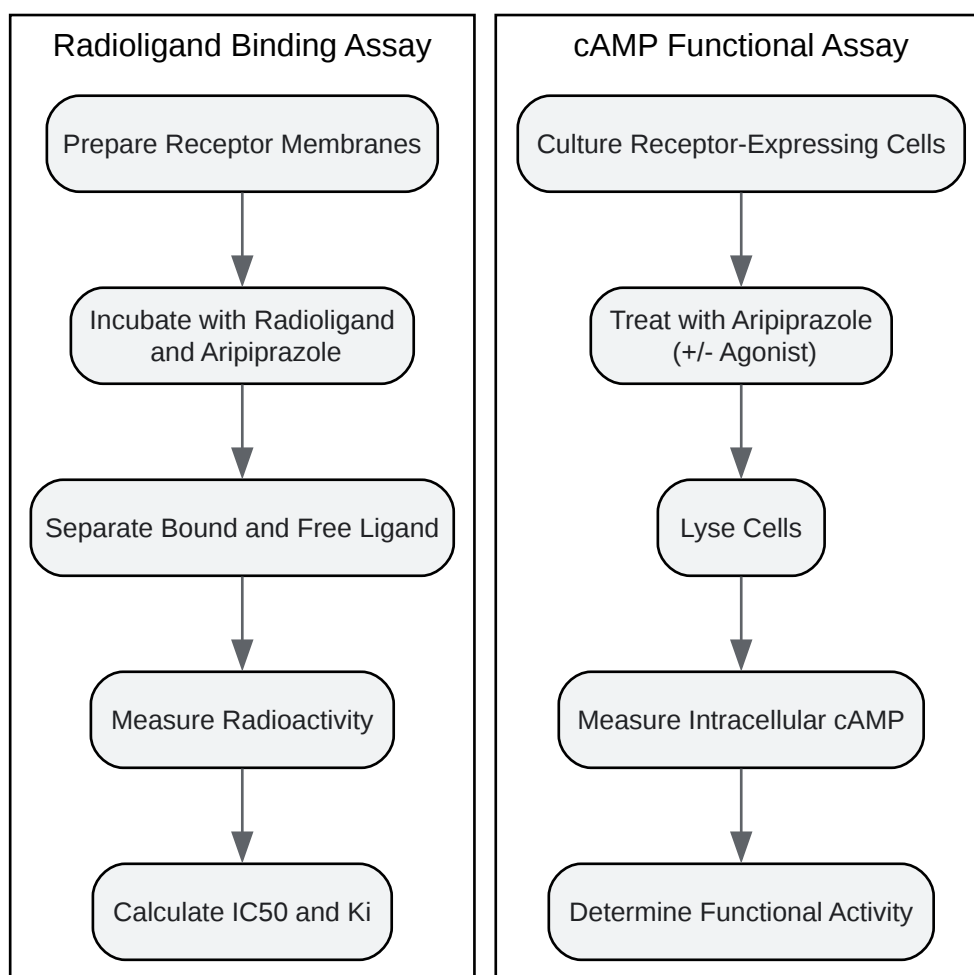 Radioligand Binding Assay
Prepare Receptor Membranes
Incubate with Radioligand
and Aripiprazole
Separate Bound and Free Ligand
Measure Radioactivity
Calculate IC50 and Ki
cAMP Functional Assay
Culture Receptor-Expressing Cells
Treat with Aripiprazole
(+/- Agonist)
Lyse Cells
Measure Intracellular cAMP
Determine Functional Activity